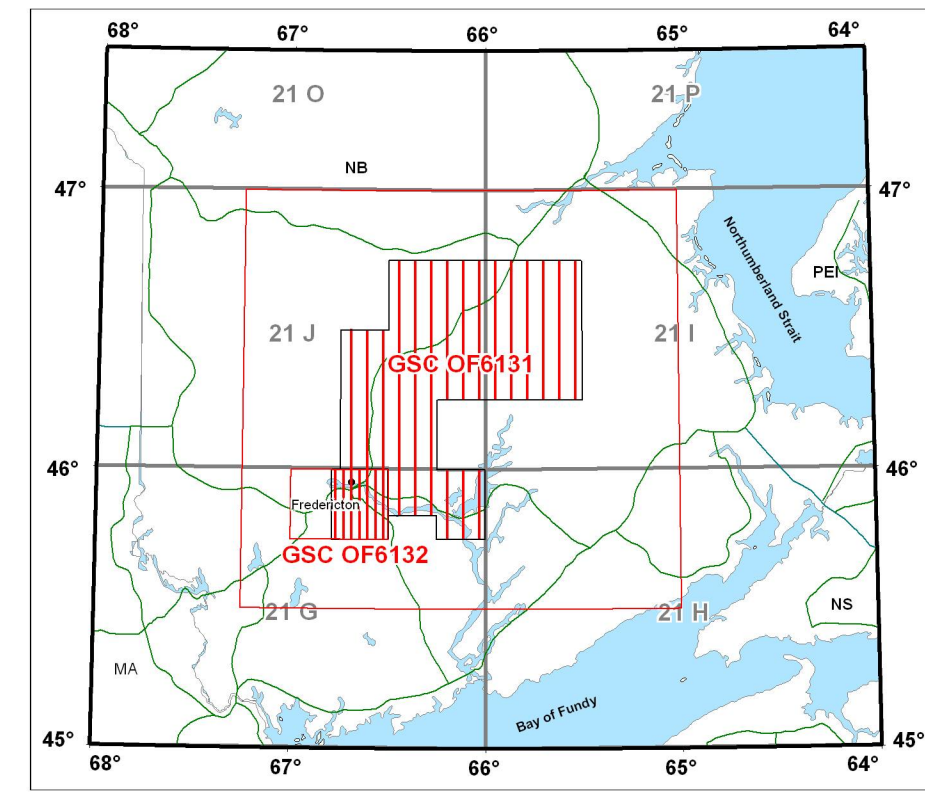 68°
67°
66°
65°
64°
21 O
21 P
NB
47°
47°
Northumberland Strait
PEI
21 J
21 I
GSC OF6131
46°
46°
Fredericton
GSC OF6132
21 G
21 H
NS
MA
Bay of Fundy
45°
45°
68°
67°
66°
65°
64°